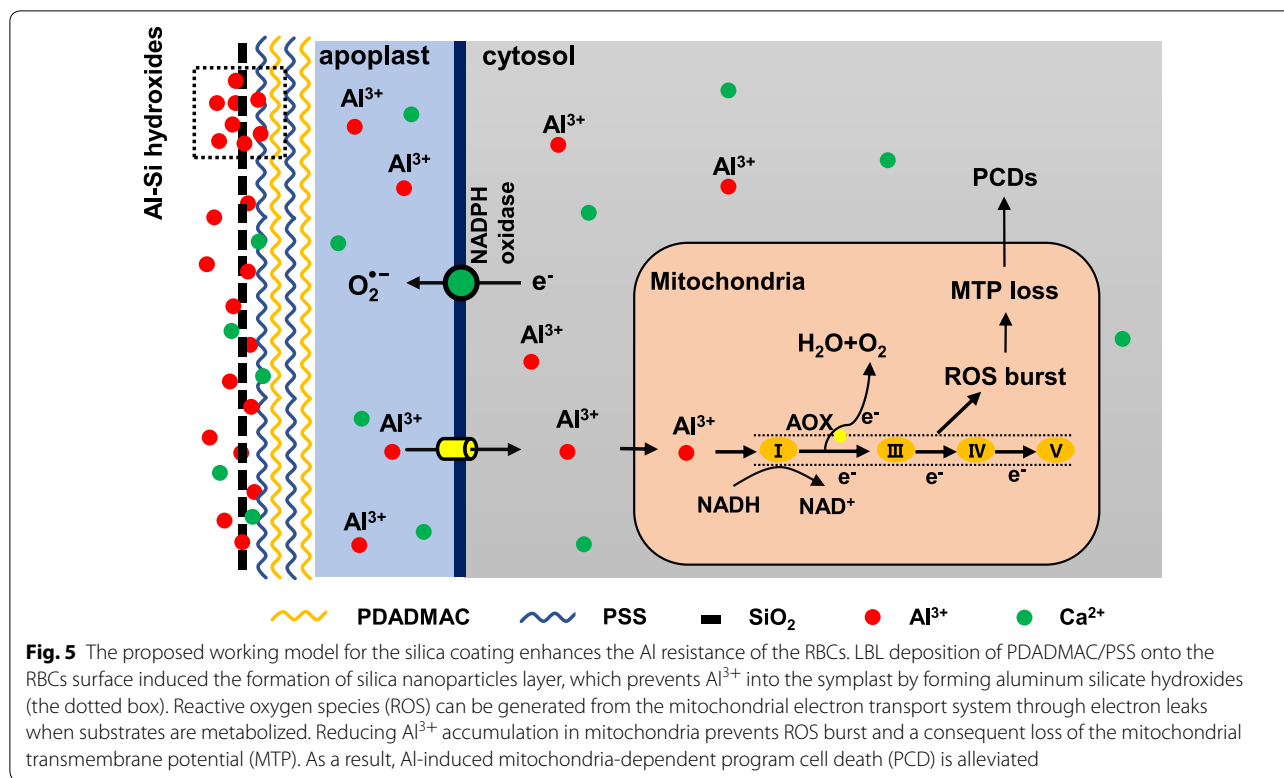 Al-Si hydroxides
apoplast
cytosol
Al³⁺
Al³⁺
Al³⁺
Al³⁺
NADPH
oxidase
O₂•−
e-
Al³⁺
Al³⁺
Al³⁺
Al³⁺
Al³⁺
PCDs
Mitochondria
MTP loss
H₂O+O₂
ROS burst
AOX
e-
I
III
IV
V
e-
e-
e-
NADH
NAD⁺
PDADMAC
PSS
SiO₂
Al³⁺
Ca²⁺
Fig. 5 The proposed working model for the silica coating enhances the Al resistance of the RBCs. LBL deposition of PDADMAC/PSS onto the
RBCs surface induced the formation of silica nanoparticles layer, which prevents Al³⁺ into the symplast by forming aluminum silicate hydroxides
(the dotted box). Reactive oxygen species (ROS) can be generated from the mitochondrial electron transport system through electron leaks
when substrates are metabolized. Reducing Al³⁺ accumulation in mitochondria prevents ROS burst and a consequent loss of the mitochondrial
transmembrane potential (MTP). As a result, Al-induced mitochondria-dependent program cell death (PCD) is alleviated